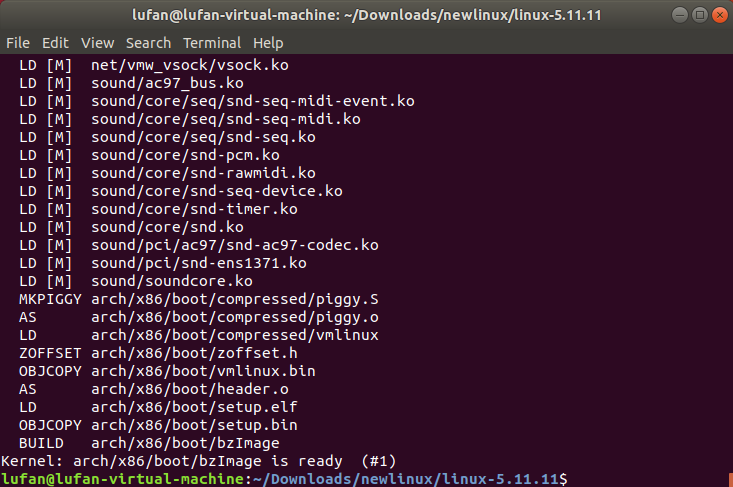 lufan@lufan-virtual-machine: ~/Downloads/newlinux/linux-5.11.11
File Edit View Search Terminal Help
LD [M] net/vmw_vsock/vsock.ko
LD [M] sound/ac97_bus.ko
LD [M] sound/core/seq/snd-seq-midi-event.ko
LD [M] sound/core/seq/snd-seq-midi.ko
LD [M] sound/core/seq/snd-seq.ko
LD [M] sound/core/snd-pcm.ko
LD [M] sound/core/snd-rawmidi.ko
LD [M] sound/core/snd-seq-device.ko
LD [M] sound/core/snd-timer.ko
LD [M] sound/core/snd.ko
LD [M] sound/pci/ac97/snd-ac97-codec.ko
LD [M] sound/pci/snd-ens1371.ko
LD [M] sound/soundcore.ko
MKPIGGY arch/x86/boot/compressed/piggy.S
AS arch/x86/boot/compressed/piggy.o
LD arch/x86/boot/compressed/vmlinux
ZOFFSET arch/x86/boot/zoffset.h
OBJCOPY arch/x86/boot/vmlinux.bin
AS arch/x86/boot/header.o
LD arch/x86/boot/setup.elf
OBJCOPY arch/x86/boot/setup.bin
BUILD arch/x86/boot/bzImage
Kernel: arch/x86/boot/bzImage is ready (#1)
lufan@lufan-virtual-machine:~/Downloads/newlinux/linux-5.11.11$